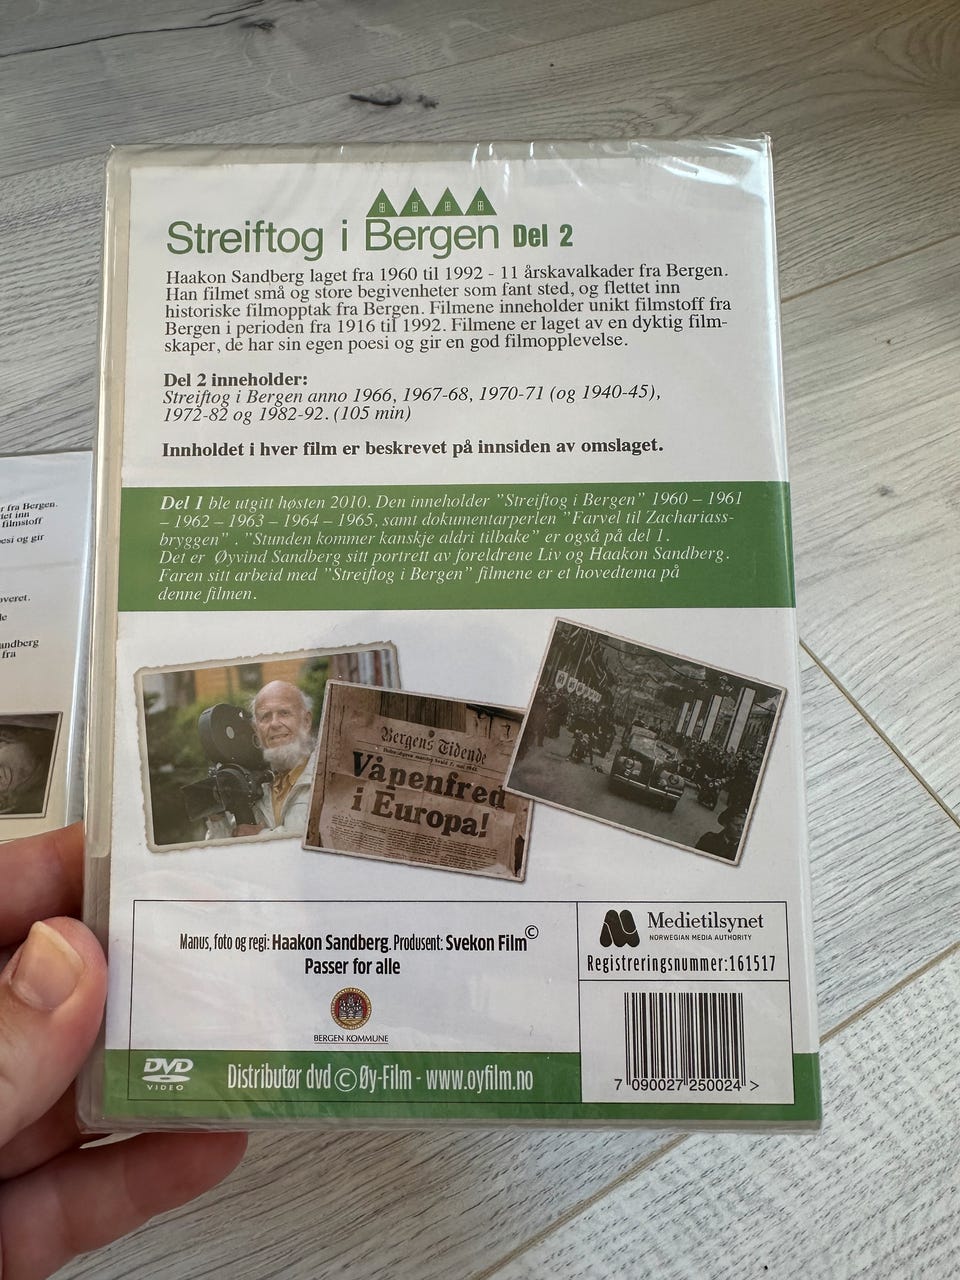 Streiftog i Bergen Del 2
Haakon Sandberg laget fra 1960 til 1992 - 11 årskavalkader fra Bergen.
Han filmet små og store begivenheter som fant sted, og flettet inn
historiske filmopptak fra Bergen. Filmene inneholder unikt filmstoff fra
Bergen i perioden fra 1916 til 1992. Filmene er laget av en dyktig film-
skaper, de har sin egen poesi og gir en god filmopplevelse.
Del 2 inneholder:
Streiftog i Bergen anno 1966, 1967-68, 1970-71 (og 1940-45),
1972-82 og 1982-92. (105 min)
Innholdet i hver film er beskrevet på innsiden av omslaget.
Del 1 ble utgitt høsten 2010. Den inneholder "Streiftog i Bergen" 1960 – 1961
– 1962 – 1963 – 1964 – 1965, samt dokumentarperlen "Farvel til Zachariass-
bryggen" . "Stunden kommer kanskje aldri tilbake" er også på del 1.
Det er Øyvind Sandberg sitt portrett av foreldrene Liv og Haakon Sandberg.
Faren sitt arbeid med "Streiftog i Bergen" filmene er et hovedtema på
denne filmen.
Bergens Tidende
Våpenfred
i Europa!
Manus, foto og regi: Haakon Sandberg. Produsent: Svekon Film©
Passer for alle
BERGEN KOMMUNE
Medietilsynet
NORWEGIAN MEDIA AUTHORITY
Registreringsnummer:161517
DVD
VIDEO
Distributør dvd © Øy-Film - www.oyfilm.no
7 090027 250024 >
r fra Bergen.
filmstoff
esi og gir
overet.
andberg
fra